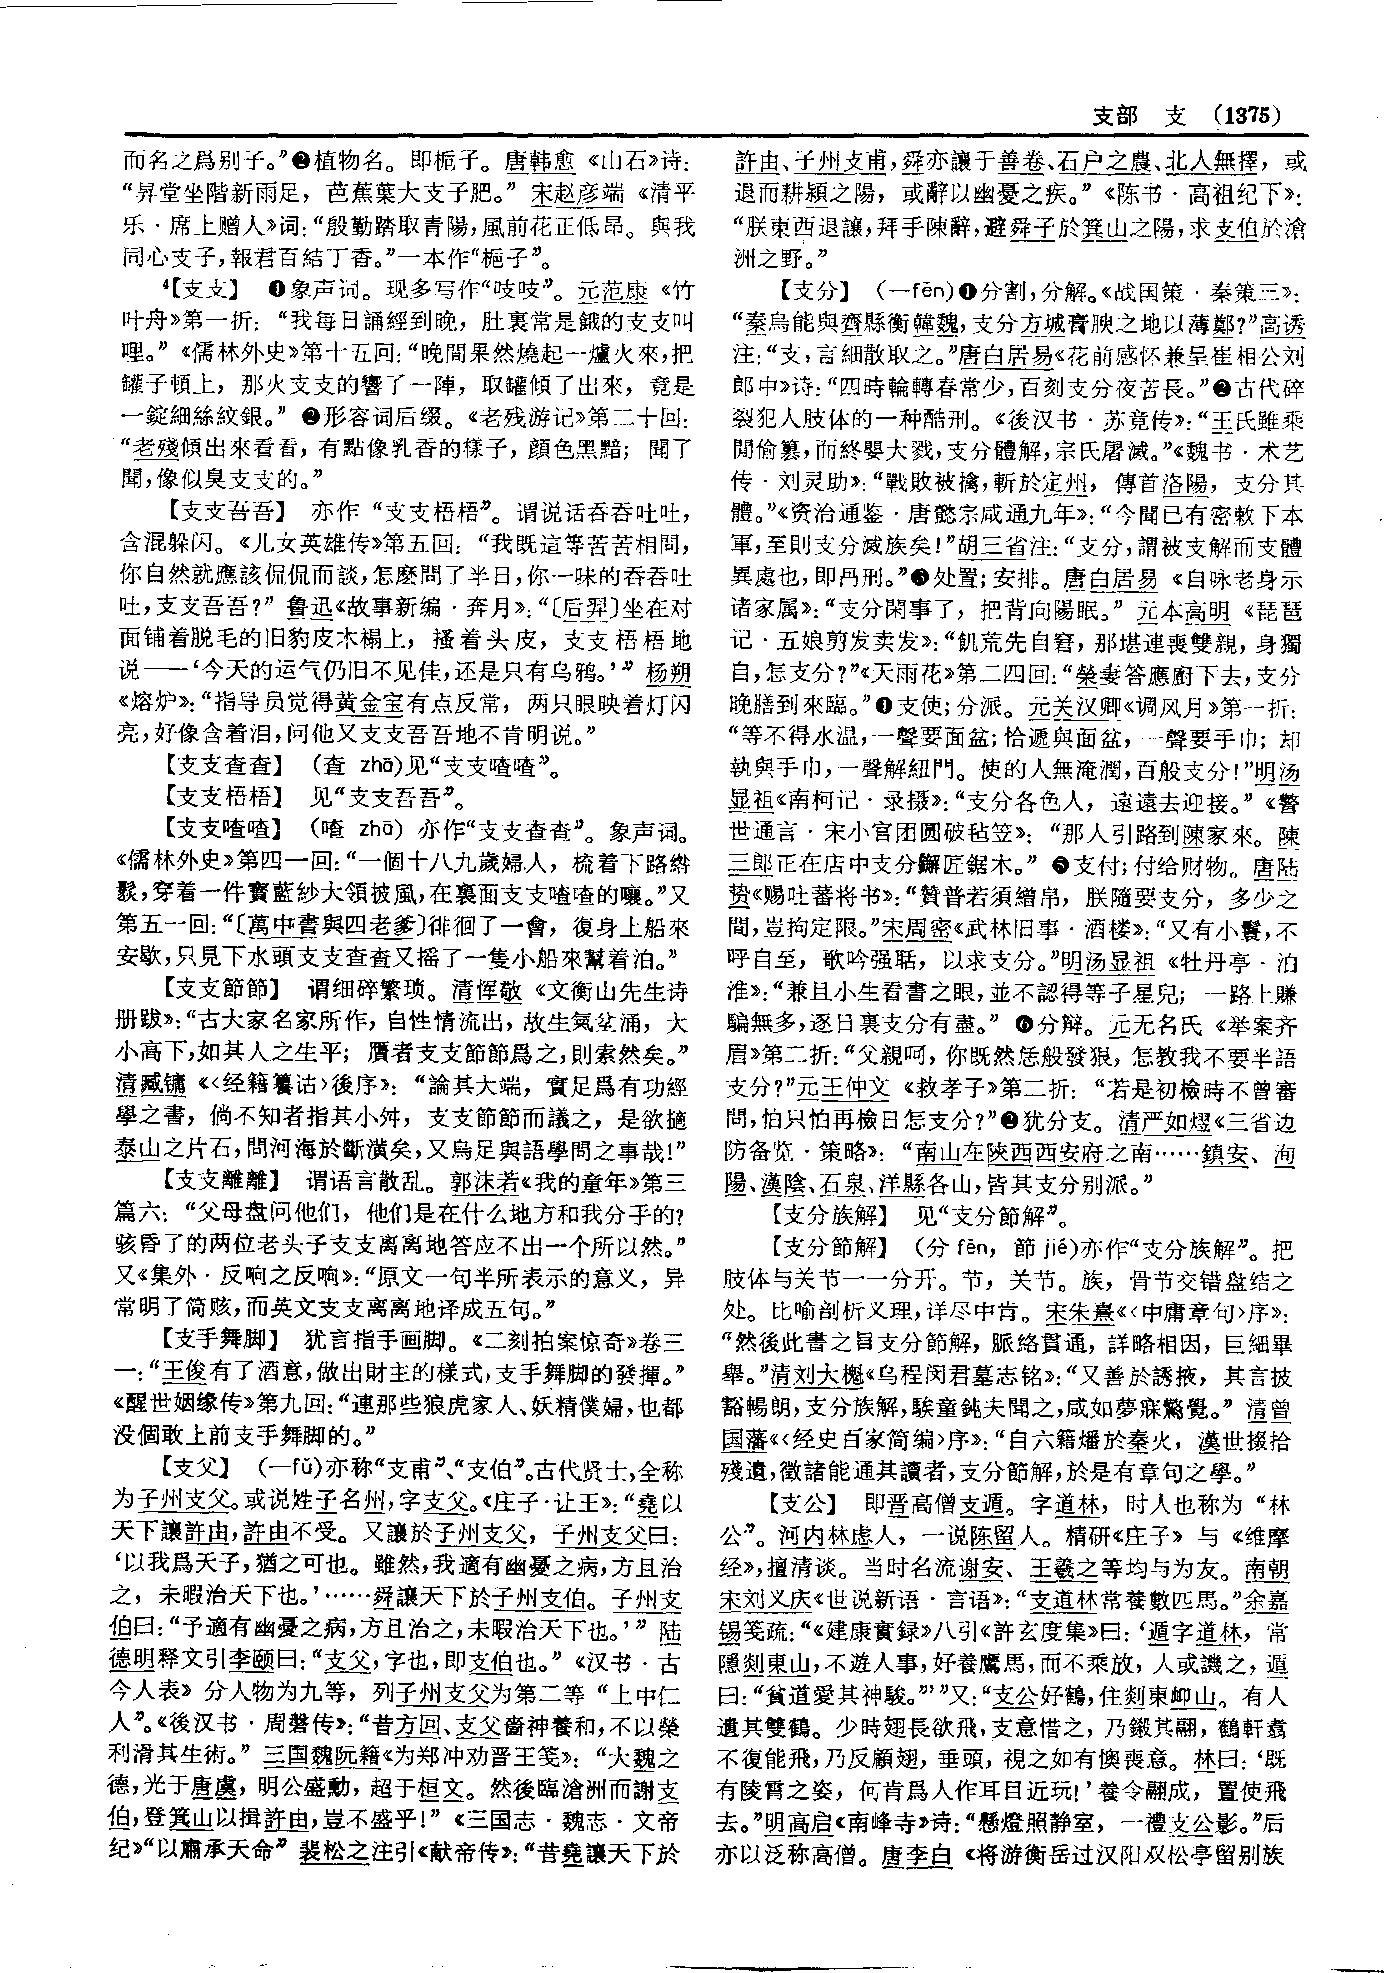 支部　支　(1375)
而名之爲别子。”❷植物名。即栀子。唐韩愈《山石》诗：
“昇堂坐階新雨足，芭蕉葉大支子肥。”宋赵彦端《清平
乐·席上赠人》词：“殷勤踏取青陽，風前花正低昂。與我
同心支子，報君百結丁香。”一本作“梔子”。
⁴【支支】　❶象声词。现多写作“吱吱”。元范康《竹
叶舟》第一折：“我每日誦經到晚，肚裏常是餓的支支叫
哩。”《儒林外史》第十五回：“晚間果然燒起一爐火來，把
罐子頓上，那火支支的響了一陣，取罐傾了出來，竟是
一錠細絲紋銀。”❷形容词后缀。《老残游记》第二十回：
“老殘傾出來看看，有點像乳香的樣子，顔色黑黯；聞了
聞，像似臭支支的。”
【支支吾吾】　亦作“支支梧梧”。谓说话吞吞吐吐，
含混躲闪。《儿女英雄传》第五回：“我既這等苦苦相問，
你自然就應該侃侃而談，怎麽問了半日，你一味的吞吞吐
吐，支支吾吾？”鲁迅《故事新编·奔月》：“〔后羿〕坐在对
面铺着脱毛的旧豹皮木榻上，搔着头皮，支支梧梧地
说——‘今天的运气仍旧不见佳，还是只有乌鸦。’”杨朔
《熔炉》：“指导员觉得黄金宝有点反常，两只眼映着灯闪
亮，好像含着泪，问他又支支吾吾地不肯明说。”
【支支查查】　（查 zhā)见“支支喳喳”。
【支支梧梧】　见“支支吾吾”。
【支支喳喳】　（喳 zhā）亦作“支支查查”。象声词。
《儒林外史》第四一回：“一個十八九歲婦人，梳着下路綹
鬏，穿着一件寶藍紗大領披風，在裏面支支喳喳的嚷。”又
第五一回：“〔萬中書與四老爹〕徘徊了一會，復身上船來
安歇，只見下水頭支支查查又摇了一隻小船來幫着泊。”
【支支節節】　谓细碎繁琐。清恽敬《文衡山先生诗
册跋》：“古大家名家所作，自性情流出，故生氣坌涌，大
小高下，如其人之生平；贋者支支節節爲之，則索然矣。”
清臧镛《〈经籍籑诂〉後序》：“論其大端，實足爲有功經
學之書，倘不知者指其小舛，支支節節而議之，是欲摘
泰山之片石，問河海於斷潢矣，又烏足與語學問之事哉！”
【支支離離】　谓语言散乱。郭沫若《我的童年》第三
篇六：“父母盘问他们，他们是在什么地方和我分手的？
骇昏了的两位老头子支支离离地答应不出一个所以然。”
又《集外·反响之反响》：“原文一句半所表示的意义，异
常明了简赅，而英文支支离离地译成五句。”
【支手舞脚】　犹言指手画脚。《二刻拍案惊奇》卷三
一：“王俊有了酒意，做出財主的樣式，支手舞脚的發揮。”
《醒世姻缘传》第九回：“連那些狼虎家人、妖精僕婦，也都
没個敢上前支手舞脚的。”
【支父】　（—fǔ)亦称“支甫”、“支伯”。古代贤士，全称
为子州支父。或说姓子名州，字支父。《庄子·让王》：“堯以
天下讓許由，許由不受。又讓於子州支父，子州支父曰：
‘以我爲天子，猶之可也。雖然，我適有幽憂之病，方且治
之，未暇治天下也。’……舜讓天下於子州支伯。子州支
伯曰：“予適有幽憂之病，方且治之，未暇治天下也。’”陆
德明释文引李颐曰：“支父，字也，即支伯也。”《汉书·古
今人表》分人物为九等，列子州支父为第二等“上中仁
人”。《後汉书·周磐传》：“昔方回、支父嗇神養和，不以榮
利滑其生術。”三国魏阮籍《为郑冲劝晋王笺》：“大魏之
德，光于唐虞，明公盛勳，超于桓文。然後臨滄洲而謝支
伯，登箕山以揖許由，豈不盛乎！”《三国志·魏志·文帝
纪》“以肅承天命”裴松之注引《献帝传》：“昔堯讓天下於
許由、子州支甫，舜亦讓于善卷、石户之農、北人無擇，或
退而耕潁之陽，或辭以幽憂之疾。”《陈书·高祖纪下》：
“朕東西退讓，拜手陳辭，避舜子於箕山之陽，求支伯於滄
洲之野。”
【支分】　（—fēn)❶分割，分解。《战国策·秦策三》：
“秦烏能與齊縣衡韓魏，支分方城膏腴之地以薄鄭？”高诱
注：“支，言細散取之。”唐白居易《花前感怀兼呈崔相公刘
郎中》诗：“四時輪轉春常少，百刻支分夜苦長。”❷古代碎
裂犯人肢体的一种酷刑。《後汉书·苏竟传》：“王氏雖乘
閒偷篡，而終嬰大戮，支分體解，宗氏屠滅。”《魏书·术艺
传·刘灵助》：“戰敗被擒，斬於定州，傳首洛陽，支分其
體。”《资治通鉴·唐懿宗咸通九年》：“今聞已有密敕下本
軍，至則支分滅族矣！”胡三省注：“支分，謂被支解而支體
異處也，即冎刑。”❸处置；安排。唐白居易《自咏老身示
诸家属》：“支分閑事了，把背向陽眠。”元本高明《琵琶
记·五娘剪发卖发》：“飢荒先自窘，那堪連喪雙親，身獨
自，怎支分？”《天雨花》第二四回：“榮妻答應廚下去，支分
晚膳到來臨。”❹支使；分派。元关汉卿《调风月》第一折：
“等不得水温，一聲要面盆；恰遞與面盆，一聲要手巾；却
執與手巾，一聲解紐門。使的人無淹潤，百般支分！”明汤
显祖《南柯记·录摄》：“支分各色人，遠遠去迎接。”《警
世通言·宋小官团圆破毡笠》：“那人引路到陳家來。陳
三郎正在店中支分鐁匠鋸木。”❺支付；付给财物。唐陆
贽《赐吐蕃将书》：“贊普若須繒帛，朕隨要支分，多少之
間，豈拘定限。”宋周密《武林旧事·酒楼》：“又有小鬟，不
呼自至，歌吟强聒，以求支分。”明汤显祖《牡丹亭·泊
淮》：“兼且小生看書之眼，並不認得等子星兒；一路上賺
騙無多，逐日裏支分有盡。”❻分辩。元无名氏《举案齐
眉》第二折：“父親呵，你既然恁般發狠，怎教我不要半語
支分？”元王仲文《救孝子》第二折：“若是初檢時不曾審
問，怕只怕再檢日怎支分？”❷犹分支。清严如煜《三省边
防备览·策略》：“南山在陝西西安府之南……鎮安、洵
陽、漢陰、石泉、洋縣各山，皆其支分别派。”
【支分族解】　见“支分節解”。
【支分節解】　（分 fēn，節 jié)亦作“支分族解”。把
肢体与关节一一分开。节，关节。族，骨节交错盘结之
处。比喻剖析义理，详尽中肯。宋朱熹《〈中庸章句〉序》：
“然後此書之旨支分節解，脈絡貫通，詳略相因，巨細畢
舉。”清刘大櫆《乌程闵君墓志铭》：“又善於誘掖，其言披
豁暢朗，支分族解，騃童鈍夫聞之，咸如夢寐驚覺。”清曾
国藩《〈经史百家简编〉序》：“自六籍燔於秦火，漢世掇拾
殘遺，徵諸能通其讀者，支分節解，於是有章句之學。”
【支公】　即晋高僧支遁。字道林，时人也称为“林
公”。河内林虑人，一说陈留人。精研《庄子》与《维摩
经》，擅清谈。当时名流谢安、王羲之等均与为友。南朝
宋刘义庆《世说新语·言语》：“支道林常養數匹馬。”余嘉
锡笺疏：“《建康實録》八引《許玄度集》曰：‘遁字道林，常
隱剡東山，不遊人事，好養鷹馬，而不乘放，人或譏之，遁
曰：“貧道愛其神駿。”’”又：“支公好鶴，住剡東岇山。有人
遺其雙鶴。少時翅長欲飛，支意惜之，乃鎩其翮，鶴軒翥
不復能飛，乃反顧翅，垂頭，視之如有懊喪意。林曰：‘既
有陵霄之姿，何肯爲人作耳目近玩！’養令翮成，置使飛
去。”明高启《南峰寺》诗：“懸燈照静室，一禮支公影。”后
亦以泛称高僧。唐李白《将游衡岳过汉阳双松亭留别族